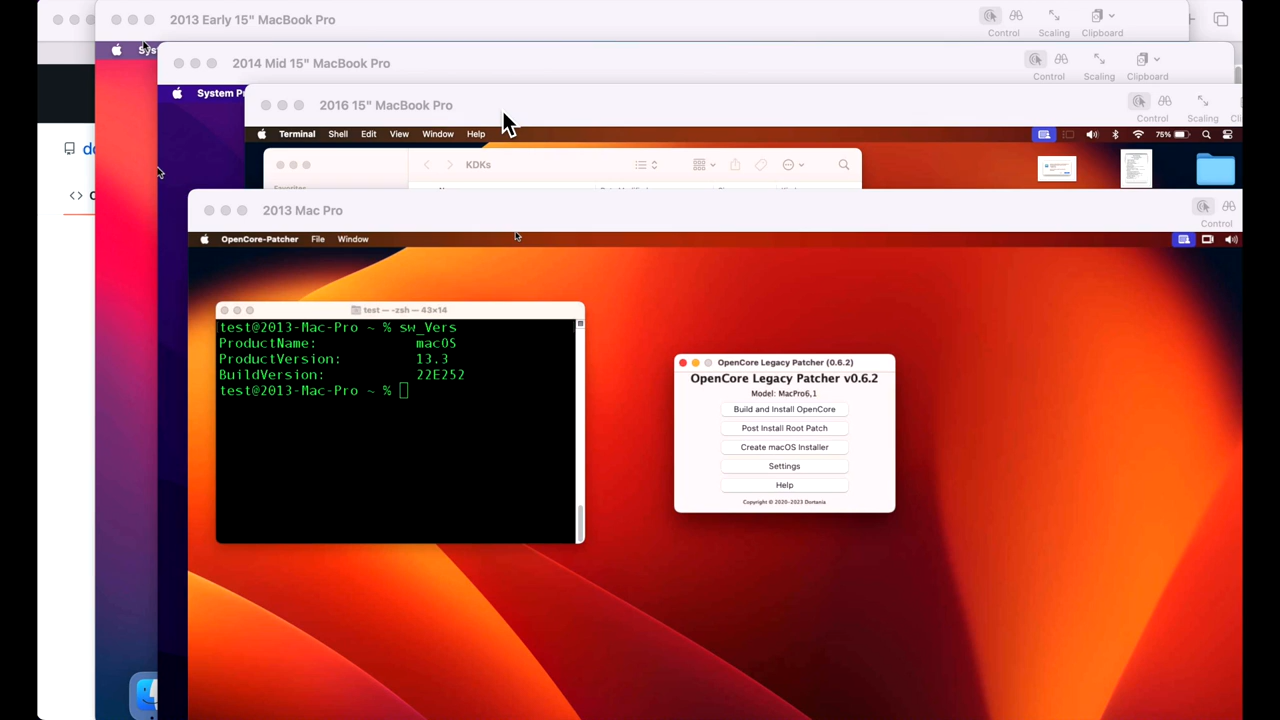 2013 Early 15" MacBook Pro
Control Scaling Clipboard
Sys
2014 Mid 15" MacBook Pro
Control Scaling Clipboard
System Pr
2016 15" MacBook Pro
Control Scaling
Terminal Shell Edit View Window Help
75%
KDKs
2013 Mac Pro
Control
OpenCore-Patcher File Window
test — -zsh — 43×14
test@2013-Mac-Pro ~ % sw_Vers
ProductName: macOS
ProductVersion: 13.3
BuildVersion: 22E252
test@2013-Mac-Pro ~ %
OpenCore Legacy Patcher (0.6.2)
OpenCore Legacy Patcher v0.6.2
Model: MacPro6,1
Build and Install OpenCore
Post Install Root Patch
Create macOS Installer
Settings
Help
Copyright © 2020-2023 Dortania